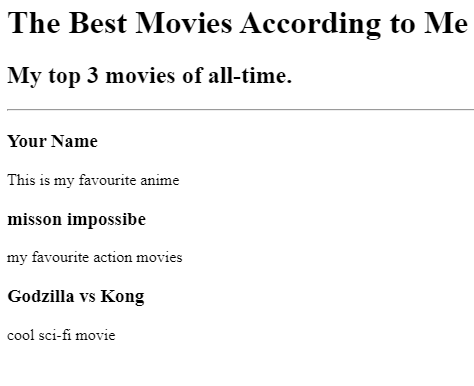 The Best Movies According to Me
My top 3 movies of all-time.
Your Name
This is my favourite anime
misson impossibe
my favourite action movies
Godzilla vs Kong
cool sci-fi movie